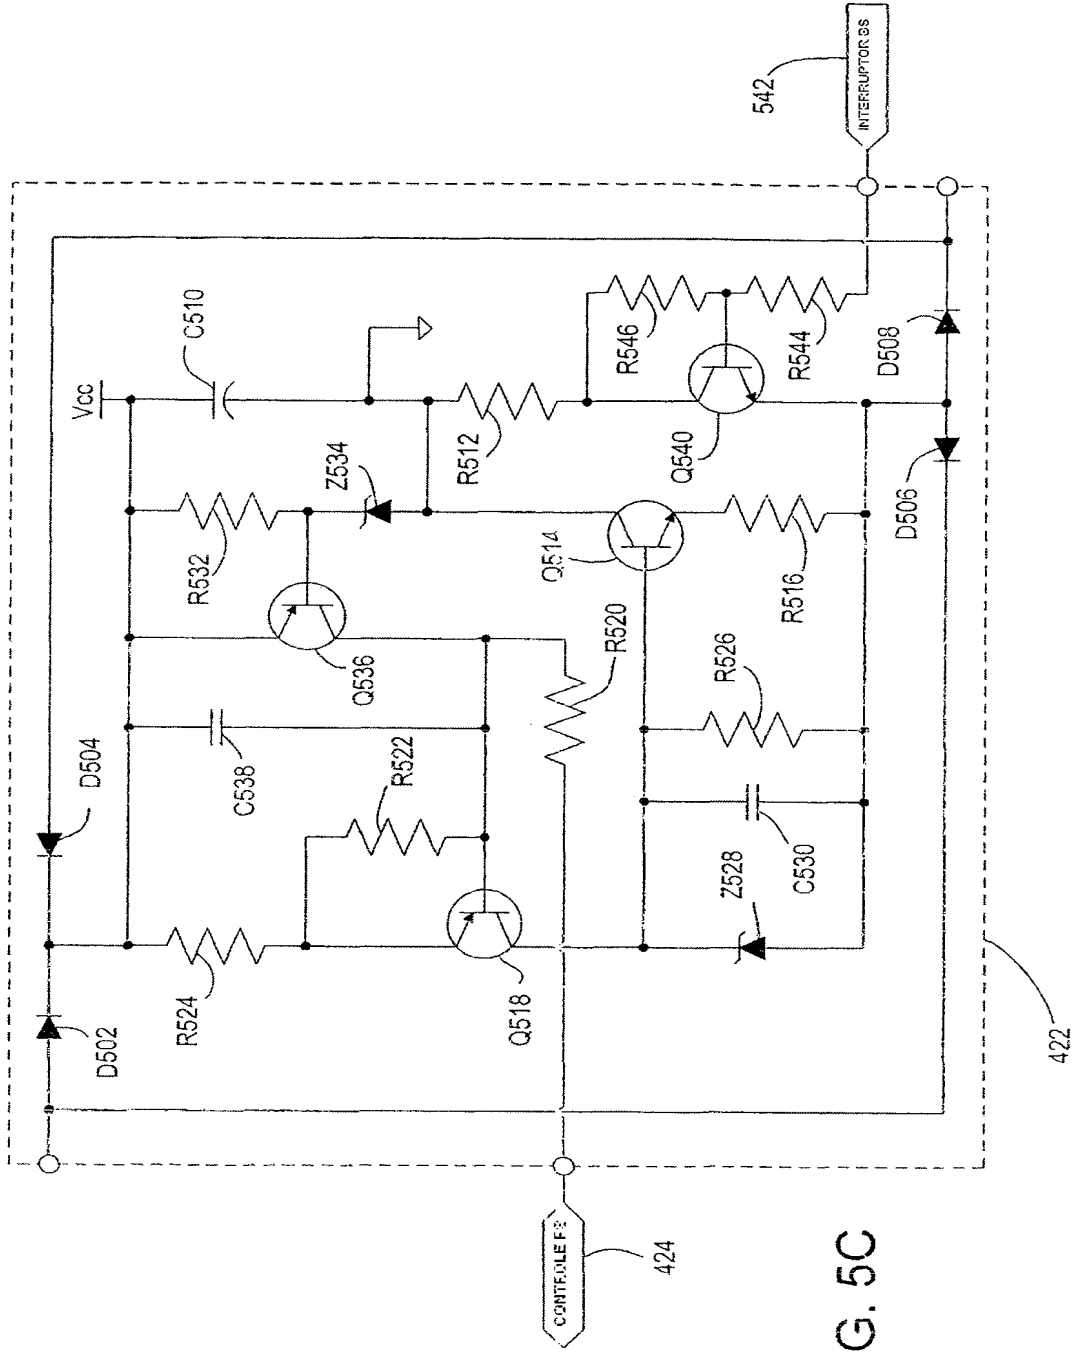 INTERRUPTOR BS
542
Vcc
C510
R546
R544
D508
Z534
R512
Q540
D506
R532
Q514
R516
Q536
R520
R526
D504
C538
R522
C530
Z528
D502
R524
Q518
422
CONTROLE FS
424
G. 5C